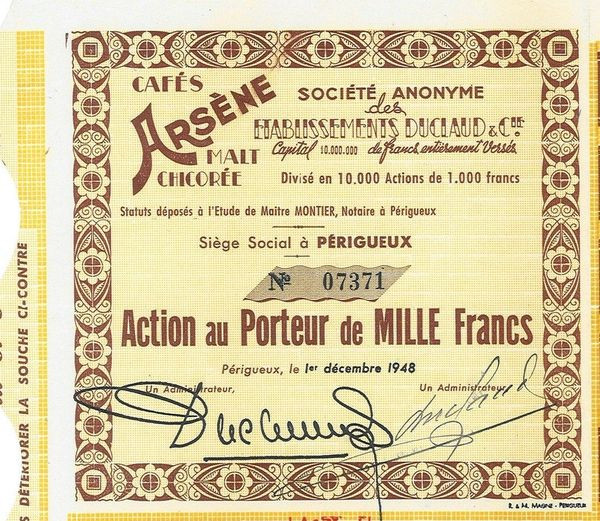 CAFÉS
ARSÈNE
MALT
CHICORÉE
SOCIÉTÉ ANONYME
des
ETABLISSEMENTS DUCLAUD & Cie
Capital 10.000.000 de francs entièrement Versés
Divisé en 10.000 Actions de 1.000 francs
Statuts déposés à l'Etude de Maître MONTIER, Notaire à Périgueux
Siège Social à PÉRIGUEUX
No 07371
Action au Porteur de MILLE Francs
Périgueux, le 1er décembre 1948
Un Administrateur,
Un Administrateur,
DÉTÉRIORER LA SOUCHE CI-CONTRE
R. & M. MAGNE - PÉRIGUEUX